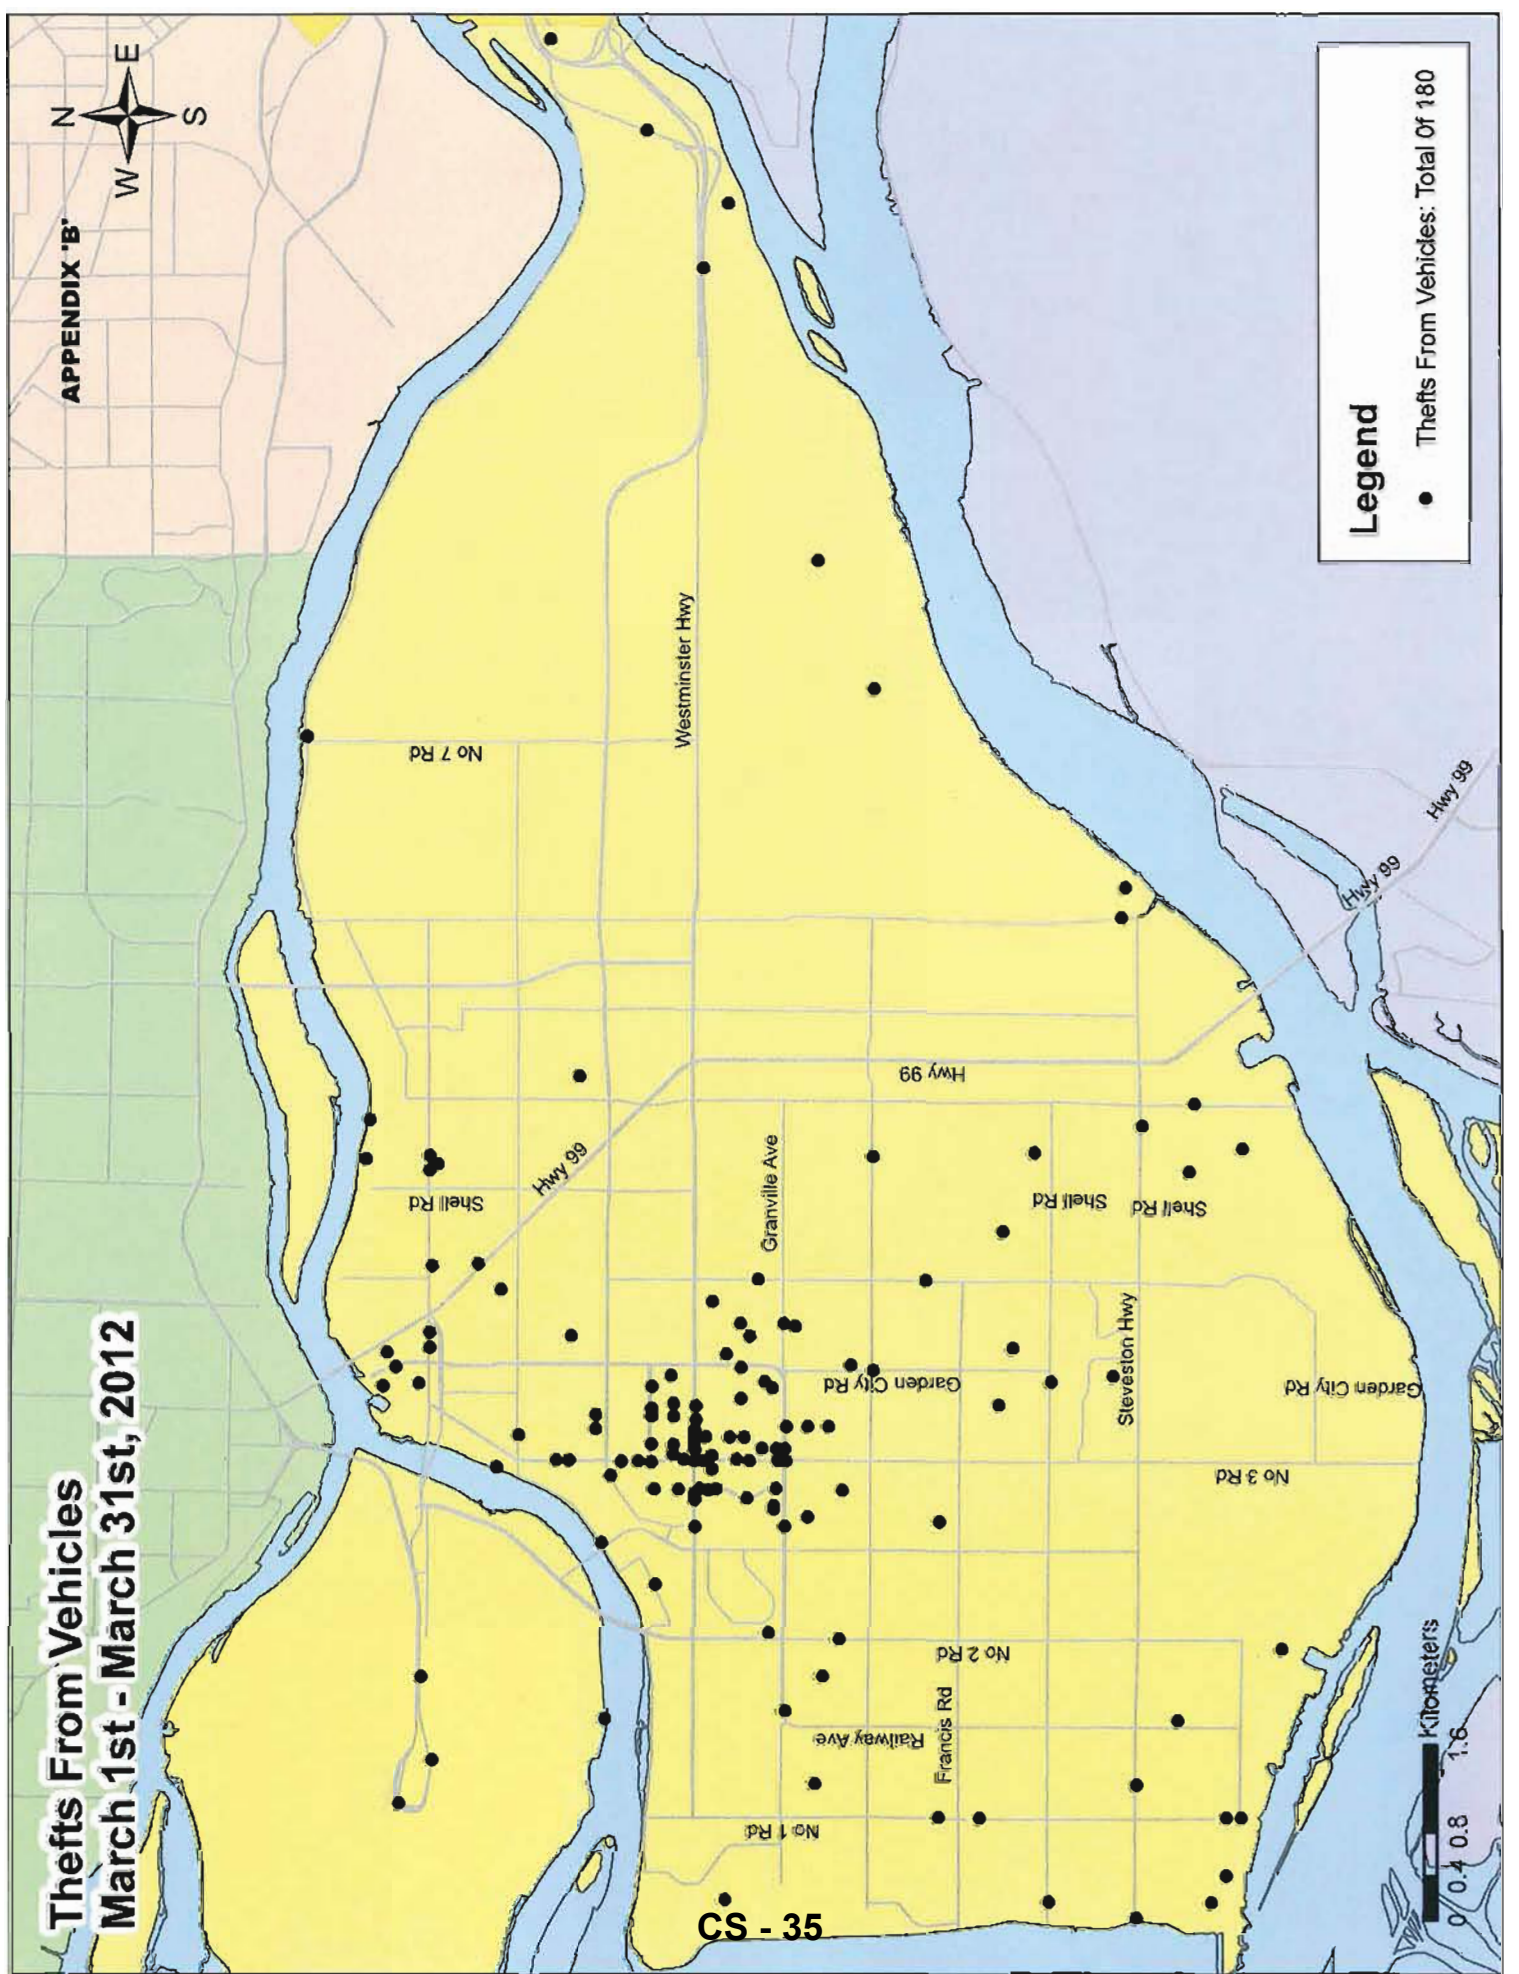 Thefts From Vehicles
March 1st - March 31st, 2012
APPENDIX 'B'
N
W
E
S
No 7 Rd
Westminster Hwy
Hwy 99
Hwy 99
Hwy 99
Hwy 99
Shell Rd
Granville Ave
Shell Rd
Shell Rd
Garden City Rd
Steveston Hwy
Garden City Rd
No 3 Rd
No 2 Rd
Railway Ave
Francis Rd
No 1 Rd
Legend
Thefts From Vehicles: Total Of 180
Kilometers
0 0.4 0.8 1.6
CS - 35